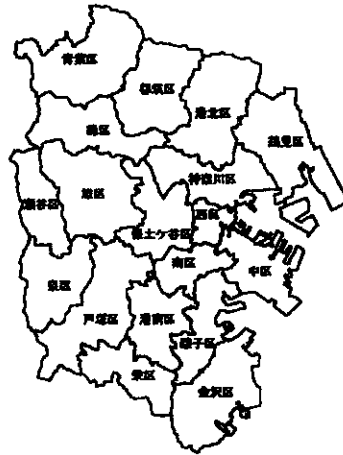 青葉区
都筑区
港北区
鶴見区
緑区
神奈川区
瀬谷区
旭区
西区
保土ケ谷区
南区
中区
泉区
戸塚区
港南区
磯子区
栄区
金沢区